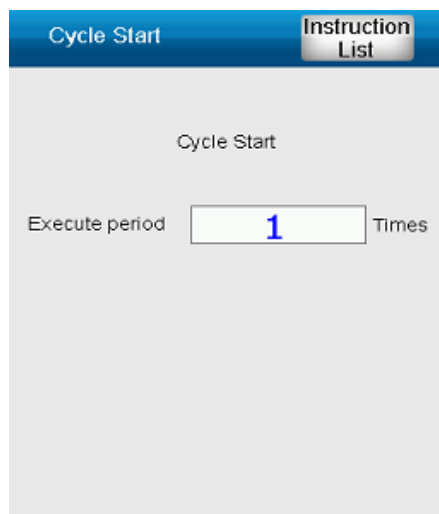 Cycle Start
Instruction
List
Cycle Start
Execute period 1 Times